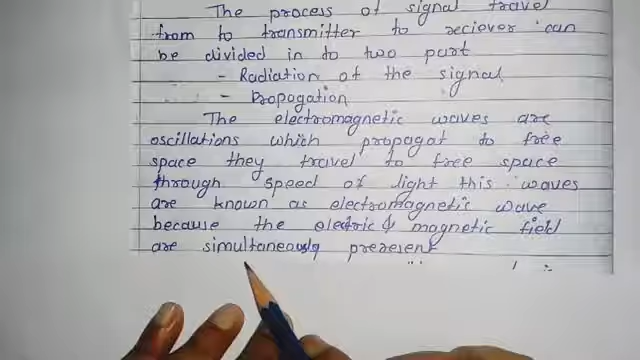 The process of signal travel
from to transmitter to reciever can
be divided in to two part
- Radiation of the signal
- Propagation
The electromagnetic waves are
oscillations which propagat to free
space they travel to free space
through speed of light this waves
are known as electromagnetic wave
because the electric & magnetic field
are simultaneously preresent